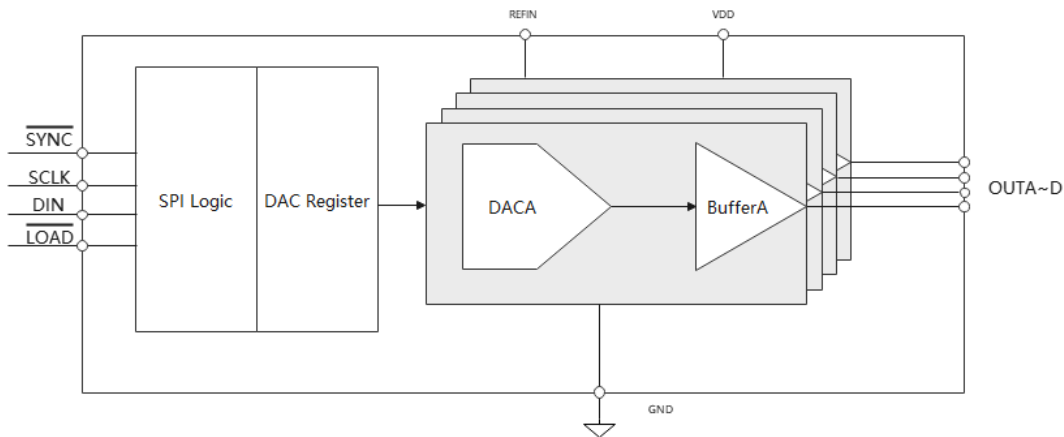 REFIN
VDD
SYNC
SCLK
DIN
LOAD
SPI Logic
DAC Register
DACA
BufferA
OUTA~D
GND